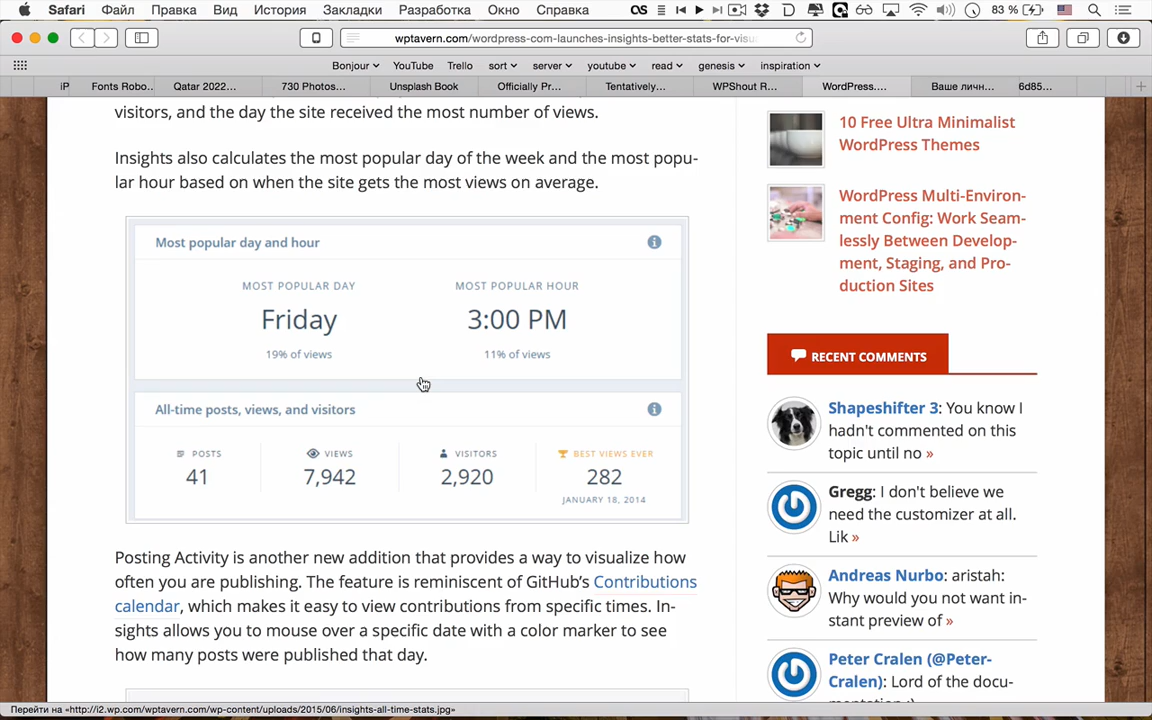 Safari Файл Правка Вид История Закладки Разработка Окно Справка 83 %
wptavern.com/wordpress-com-launches-insights-better-stats-for-visu
Bonjour YouTube Trello sort server youtube read genesis inspiration
iP Fonts Robo... Qatar 2022... 730 Photos... Unsplash Book Officially Pr... Tentatively... WPShout R... WordPress.... Ваше личн... 6d85...
visitors, and the day the site received the most number of views.
Insights also calculates the most popular day of the week and the most popu-
lar hour based on when the site gets the most views on average.
Most popular day and hour
MOST POPULAR DAY MOST POPULAR HOUR
Friday 3:00 PM
19% of views 11% of views
All-time posts, views, and visitors
POSTS VIEWS VISITORS BEST VIEWS EVER
41 7,942 2,920 282
JANUARY 18, 2014
Posting Activity is another new addition that provides a way to visualize how
often you are publishing. The feature is reminiscent of GitHub's Contributions
calendar, which makes it easy to view contributions from specific times. In-
sights allows you to mouse over a specific date with a color marker to see
how many posts were published that day.
10 Free Ultra Minimalist
WordPress Themes
WordPress Multi-Environ-
ment Config: Work Seam-
lessly Between Develop-
ment, Staging, and Pro-
duction Sites
RECENT COMMENTS
Shapeshifter 3: You know I
hadn't commented on this
topic until no »
Gregg: I don't believe we
need the customizer at all.
Lik »
Andreas Nurbo: aristah:
Why would you not want in-
stant preview of »
Peter Cralen (@Peter-
Cralen): Lord of the docu-
Перейти на «http://i2.wp.com/wptavern.com/wp-content/uploads/2015/06/insights-all-time-stats.jpg»